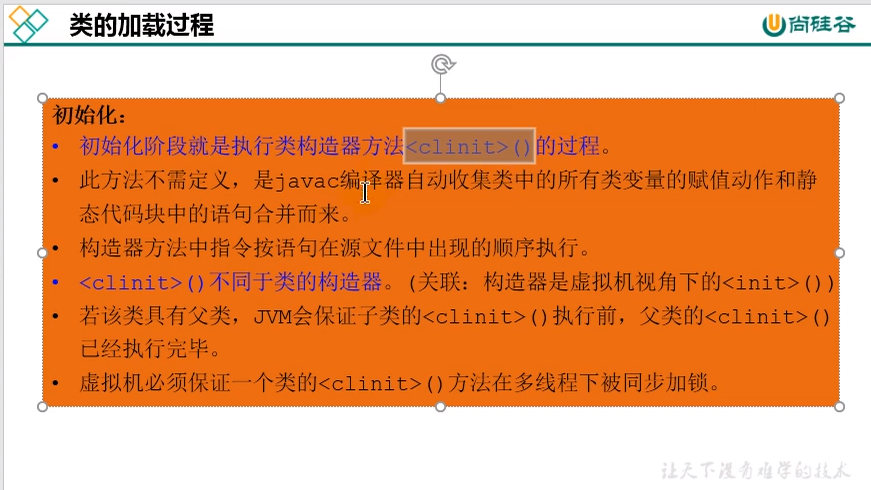 类的加载过程
尚硅谷
初始化：
• 初始化阶段就是执行类构造器方法<clinit>()的过程。
• 此方法不需定义，是javac编译器自动收集类中的所有类变量的赋值动作和静
态代码块中的语句合并而来。
• 构造器方法中指令按语句在源文件中出现的顺序执行。
• <clinit>()不同于类的构造器。(关联：构造器是虚拟机视角下的<init>())
• 若该类具有父类，JVM会保证子类的<clinit>()执行前，父类的<clinit>()
已经执行完毕。
• 虚拟机必须保证一个类的<clinit>()方法在多线程下被同步加锁。
让天下没有难学的技术